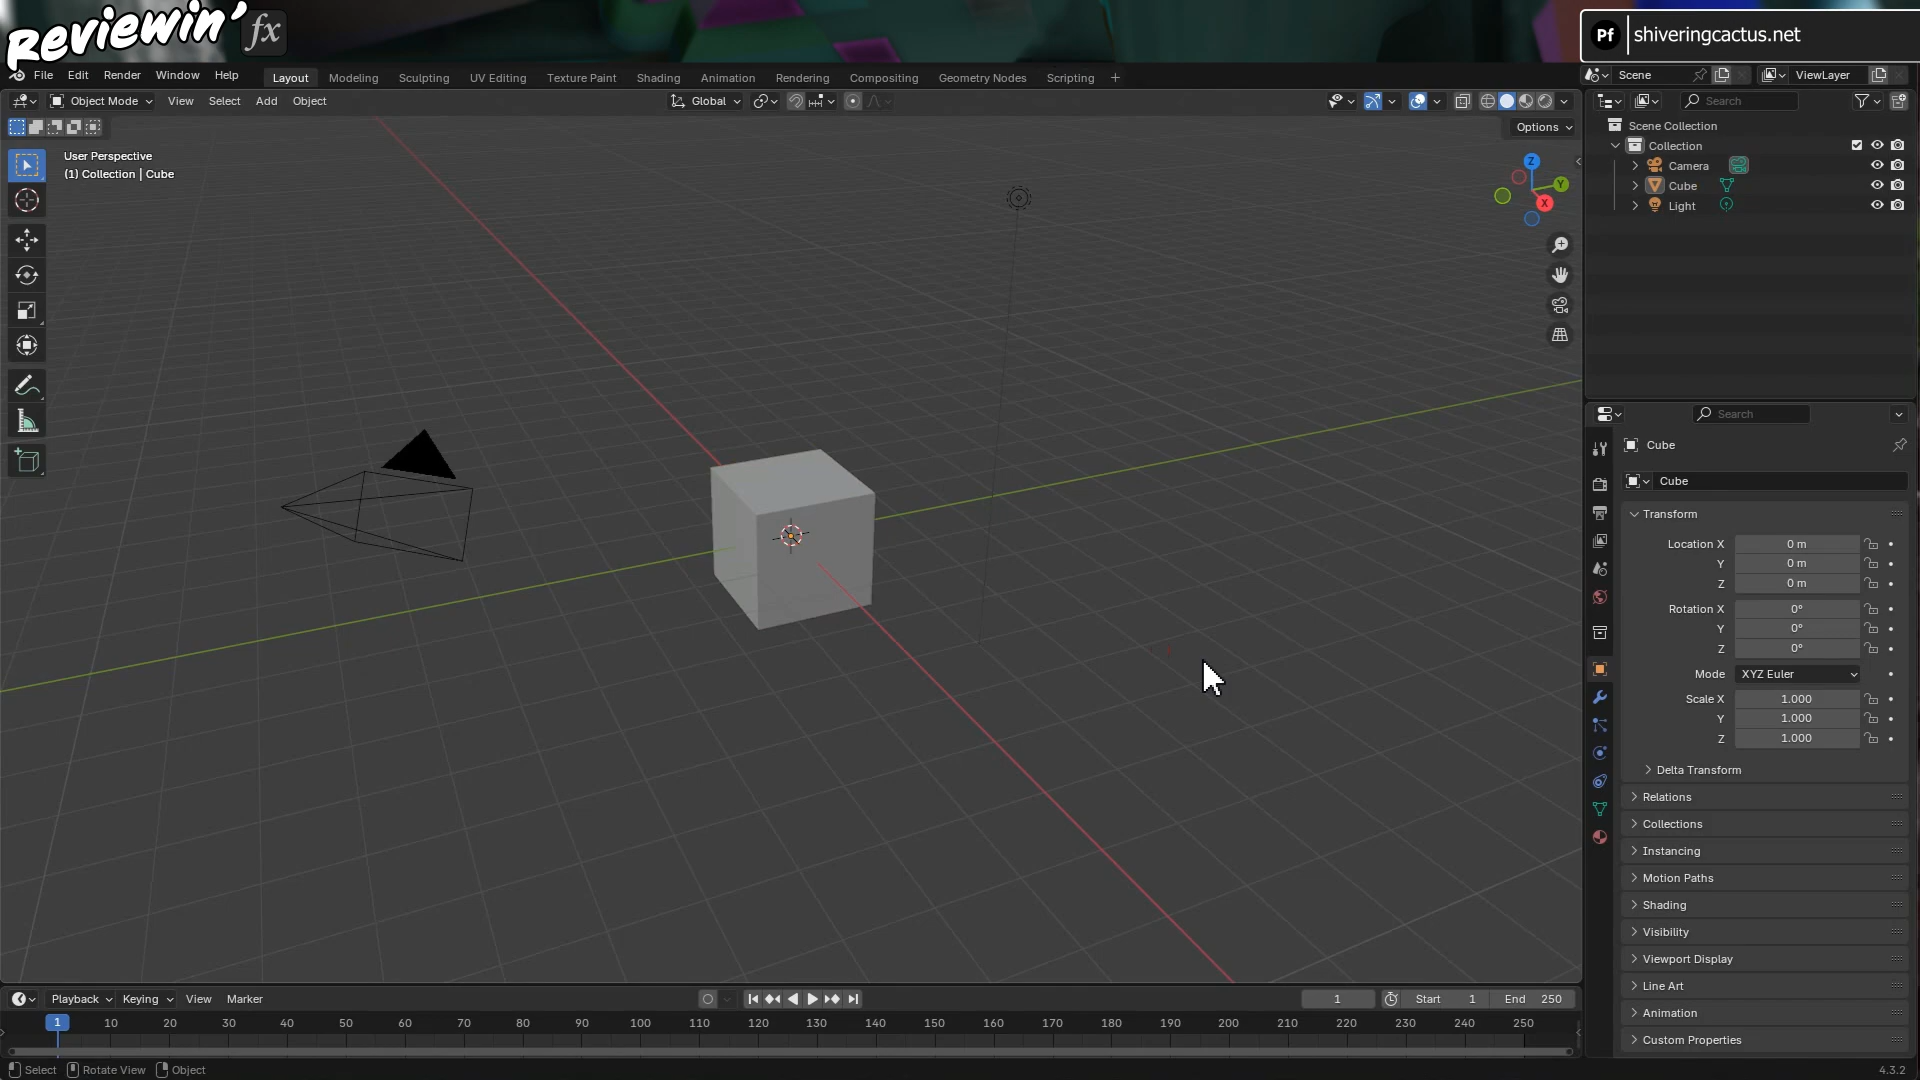 Reviewin' fx
Pf shiveringcactus.net
File Edit Render Window Help
Layout Modeling Sculpting UV Editing Texture Paint Shading Animation Rendering Compositing Geometry Nodes Scripting +
Scene
ViewLayer
Object Mode View Select Add Object
Global
Options
Search
User Perspective
(1) Collection | Cube
Z
Y
X
Scene Collection
Collection
Camera
Cube
Light
Search
Cube
Cube
Transform
Location X 0 m
Y 0 m
Z 0 m
Rotation X 0°
Y 0°
Z 0°
Mode XYZ Euler
Scale X 1.000
Y 1.000
Z 1.000
Delta Transform
Relations
Collections
Instancing
Motion Paths
Shading
Visibility
Viewport Display
Line Art
Animation
Custom Properties
Playback Keying View Marker
1 Start 1 End 250
1 10 20 30 40 50 60 70 80 90 100 110 120 130 140 150 160 170 180 190 200 210 220 230 240 250
Select Rotate View Object
4.3.2